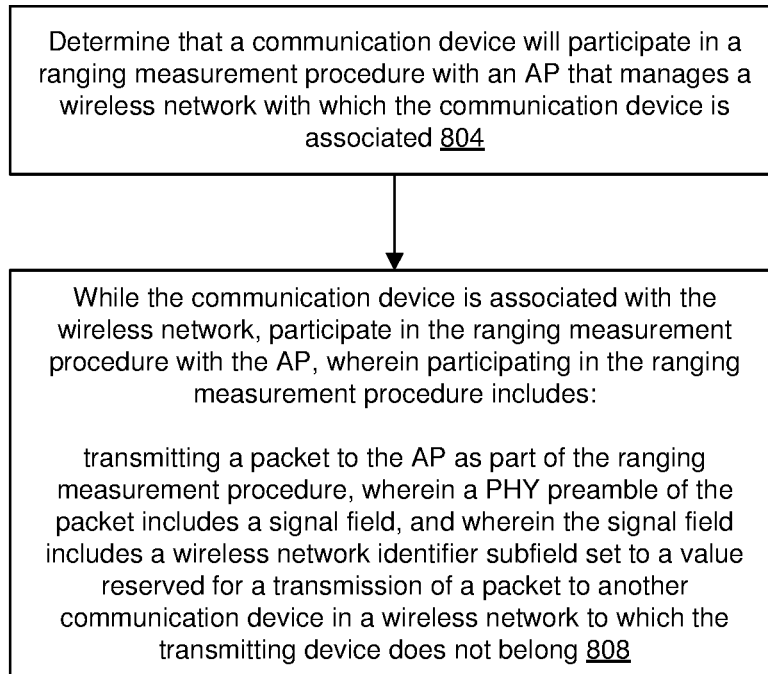 Determine that a communication device will participate in a
ranging measurement procedure with an AP that manages a
wireless network with which the communication device is
associated 804
While the communication device is associated with the
wireless network, participate in the ranging measurement
procedure with the AP, wherein participating in the ranging
measurement procedure includes:
transmitting a packet to the AP as part of the ranging
measurement procedure, wherein a PHY preamble of the
packet includes a signal field, and wherein the signal field
includes a wireless network identifier subfield set to a value
reserved for a transmission of a packet to another
communication device in a wireless network to which the
transmitting device does not belong 808